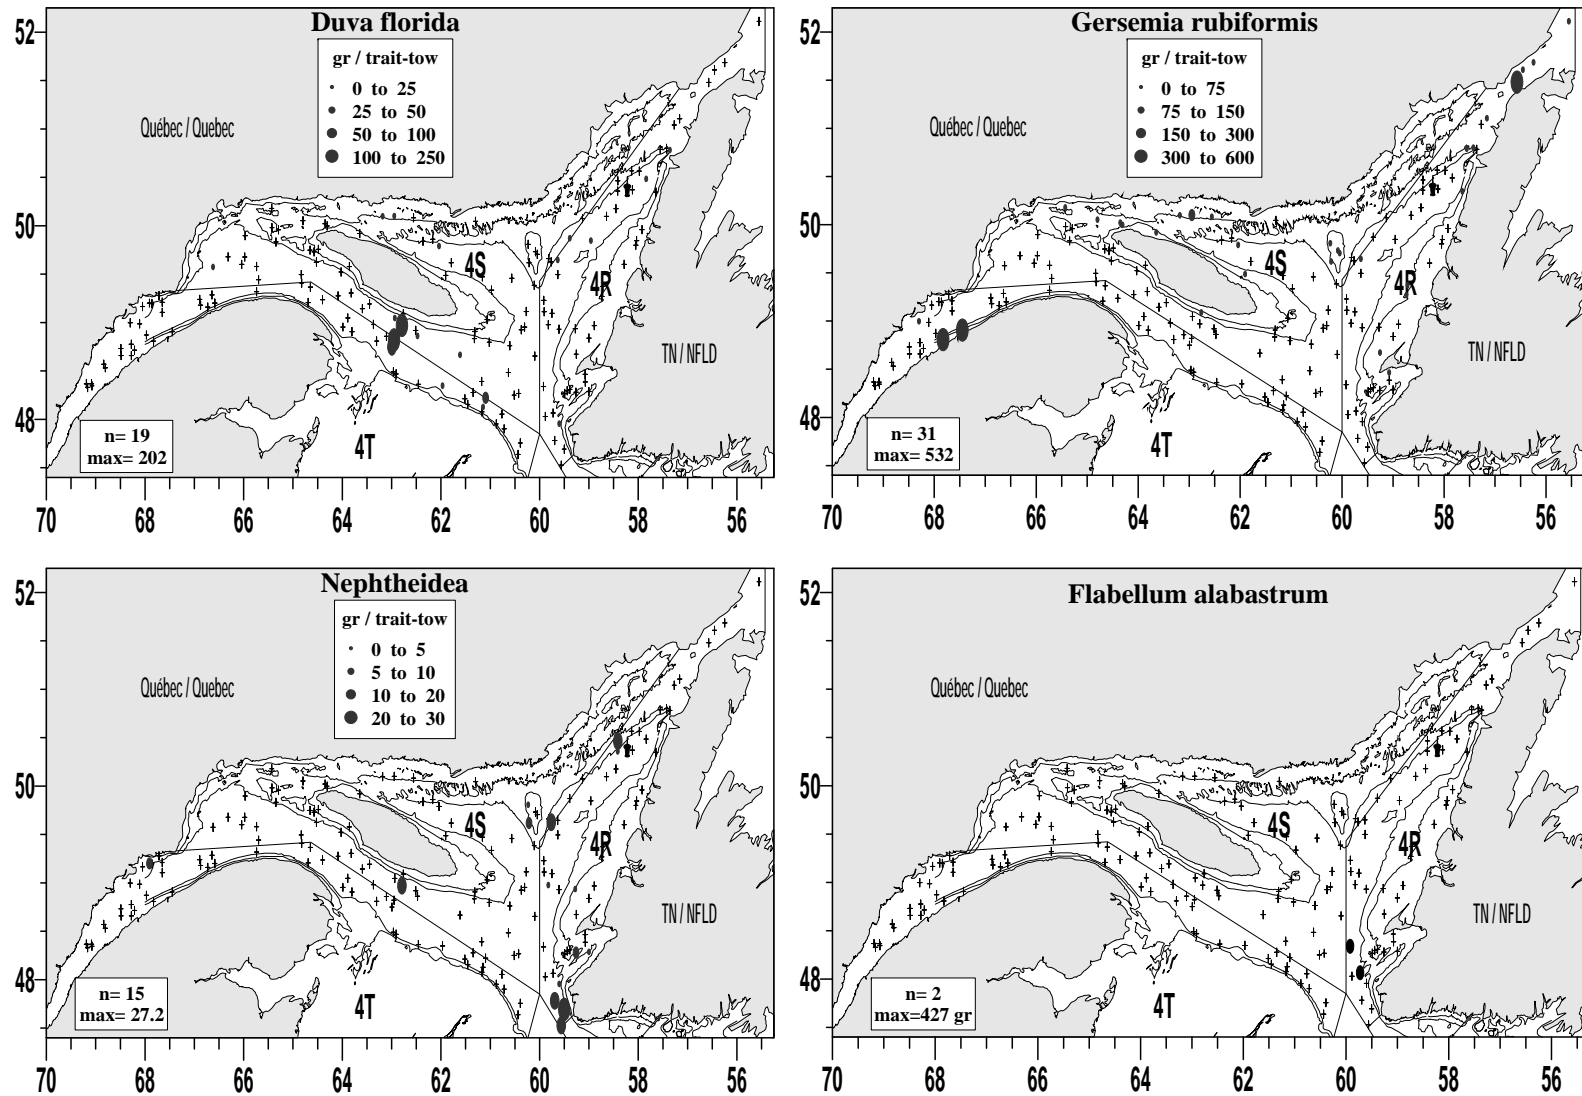 Duva florida
gr / trait-tow
0 to 25
25 to 50
50 to 100
100 to 250
Québec / Quebec
4S
4R
TN / NFLD
4T
n= 19
max= 202
52
50
48
70 68 66 64 62 60 58 56
Gersemia rubiformis
gr / trait-tow
0 to 75
75 to 150
150 to 300
300 to 600
Québec / Quebec
4S
4R
TN / NFLD
4T
n= 31
max= 532
52
50
48
70 68 66 64 62 60 58 56
Nephtheidea
gr / trait-tow
0 to 5
5 to 10
10 to 20
20 to 30
Québec / Quebec
4S
4R
TN / NFLD
4T
n= 15
max= 27.2
52
50
48
70 68 66 64 62 60 58 56
Flabellum alabastrum
Québec / Quebec
4S
4R
TN / NFLD
4T
n= 2
max=427 gr
52
50
48
70 68 66 64 62 60 58 56